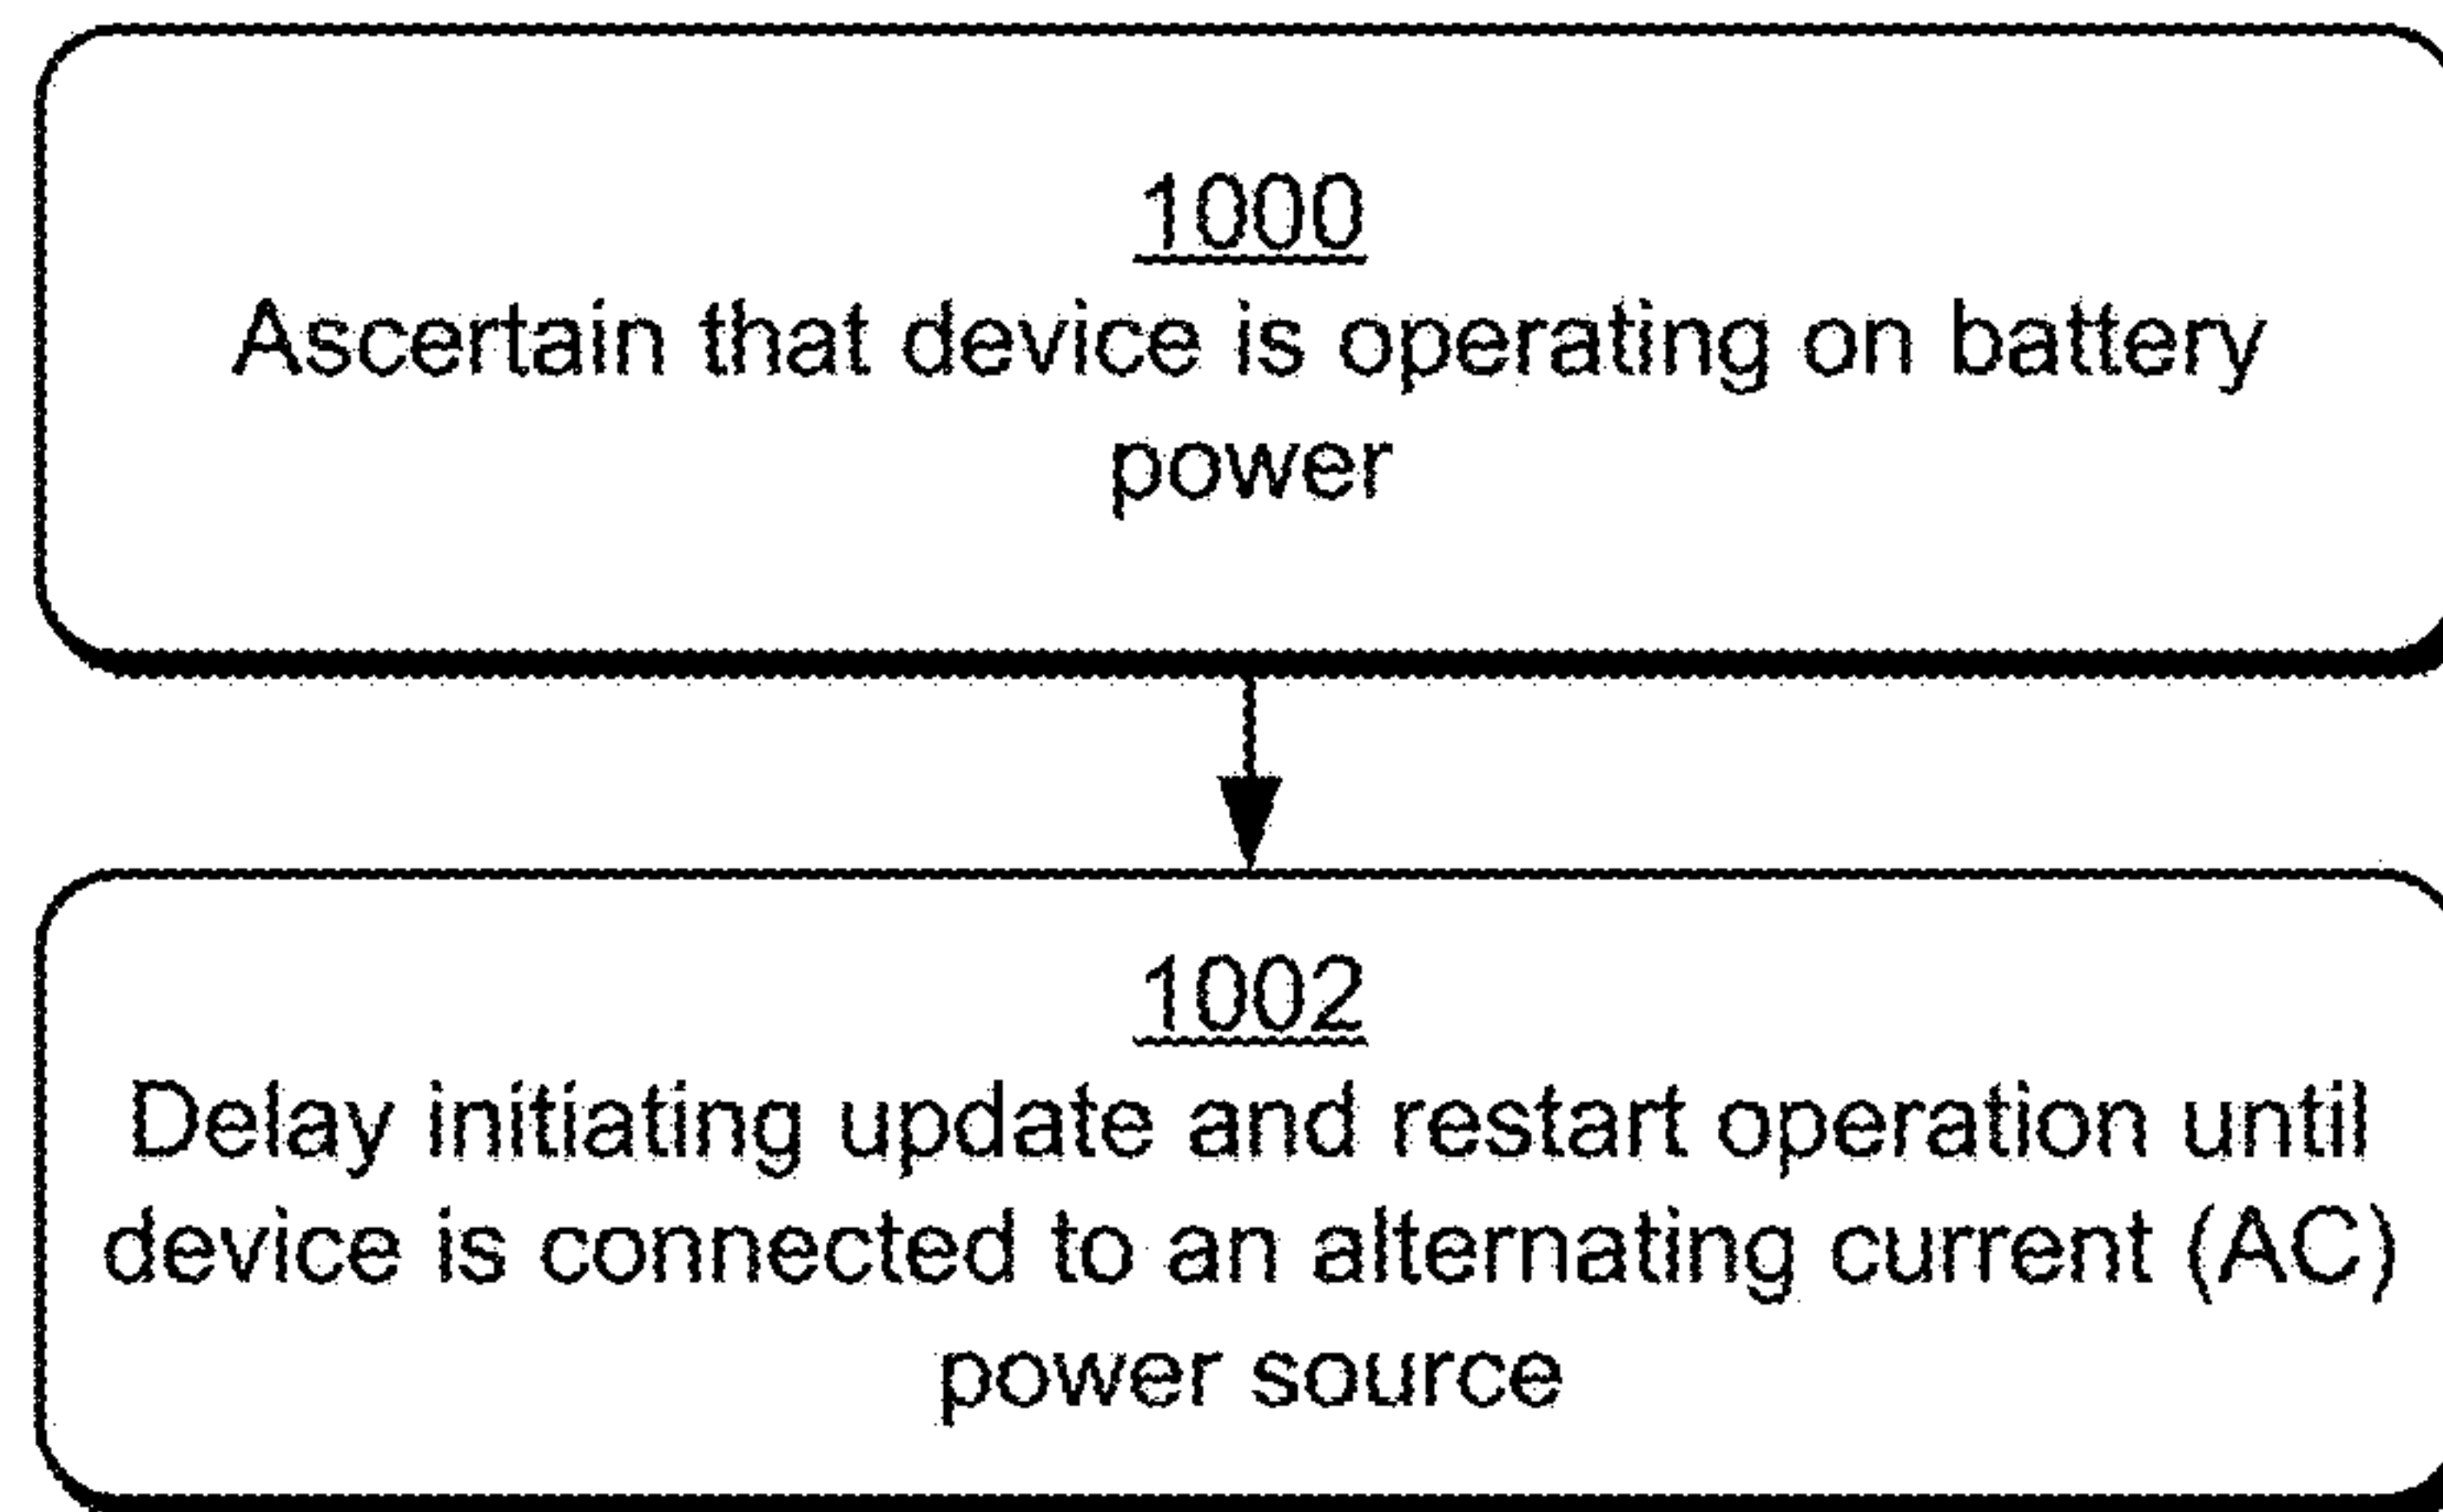 1000
Ascertain that device is operating on battery
power
1002
Delay initiating update and restart operation until
device is connected to an alternating current (AC)
power source